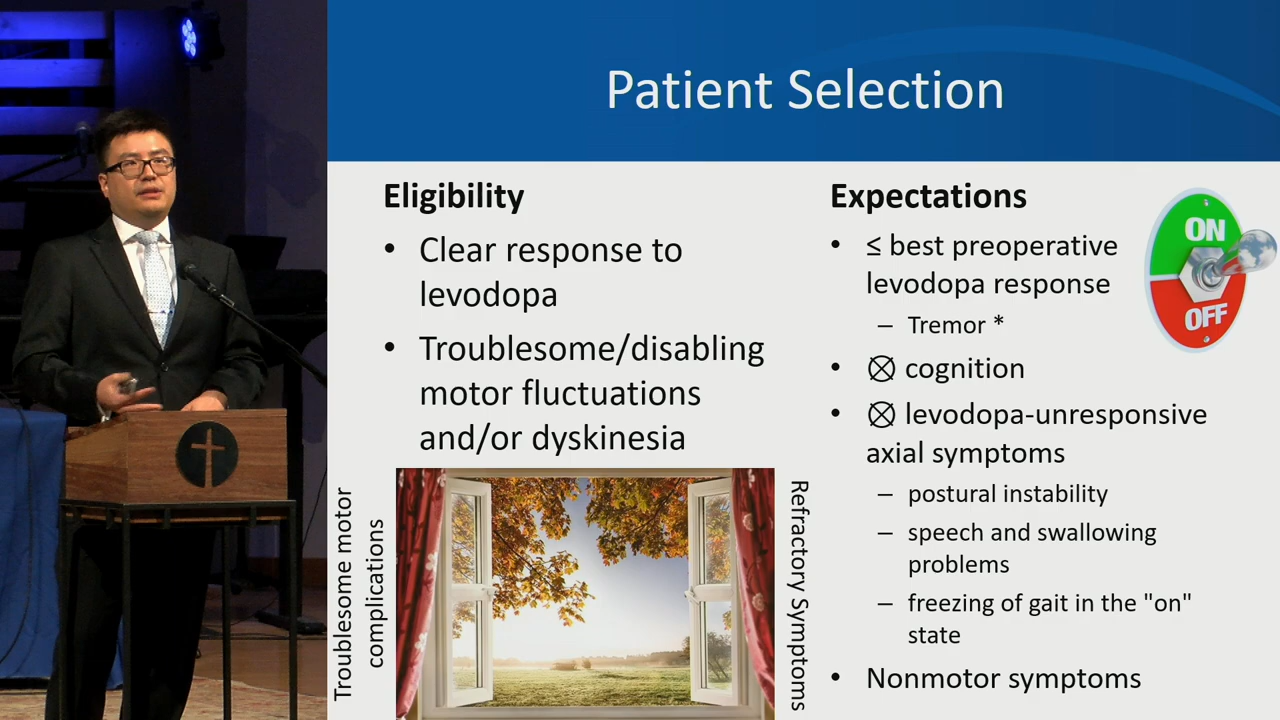 Patient Selection
Eligibility
• Clear response to
levodopa
• Troublesome/disabling
motor fluctuations
and/or dyskinesia
Troublesome motor
complications
Refractory Symptoms
Expectations
• ≤ best preoperative
levodopa response
– Tremor *
• ⮾ cognition
• ⮾ levodopa-unresponsive
axial symptoms
– postural instability
– speech and swallowing
problems
– freezing of gait in the "on"
state
• Nonmotor symptoms
ON
OFF